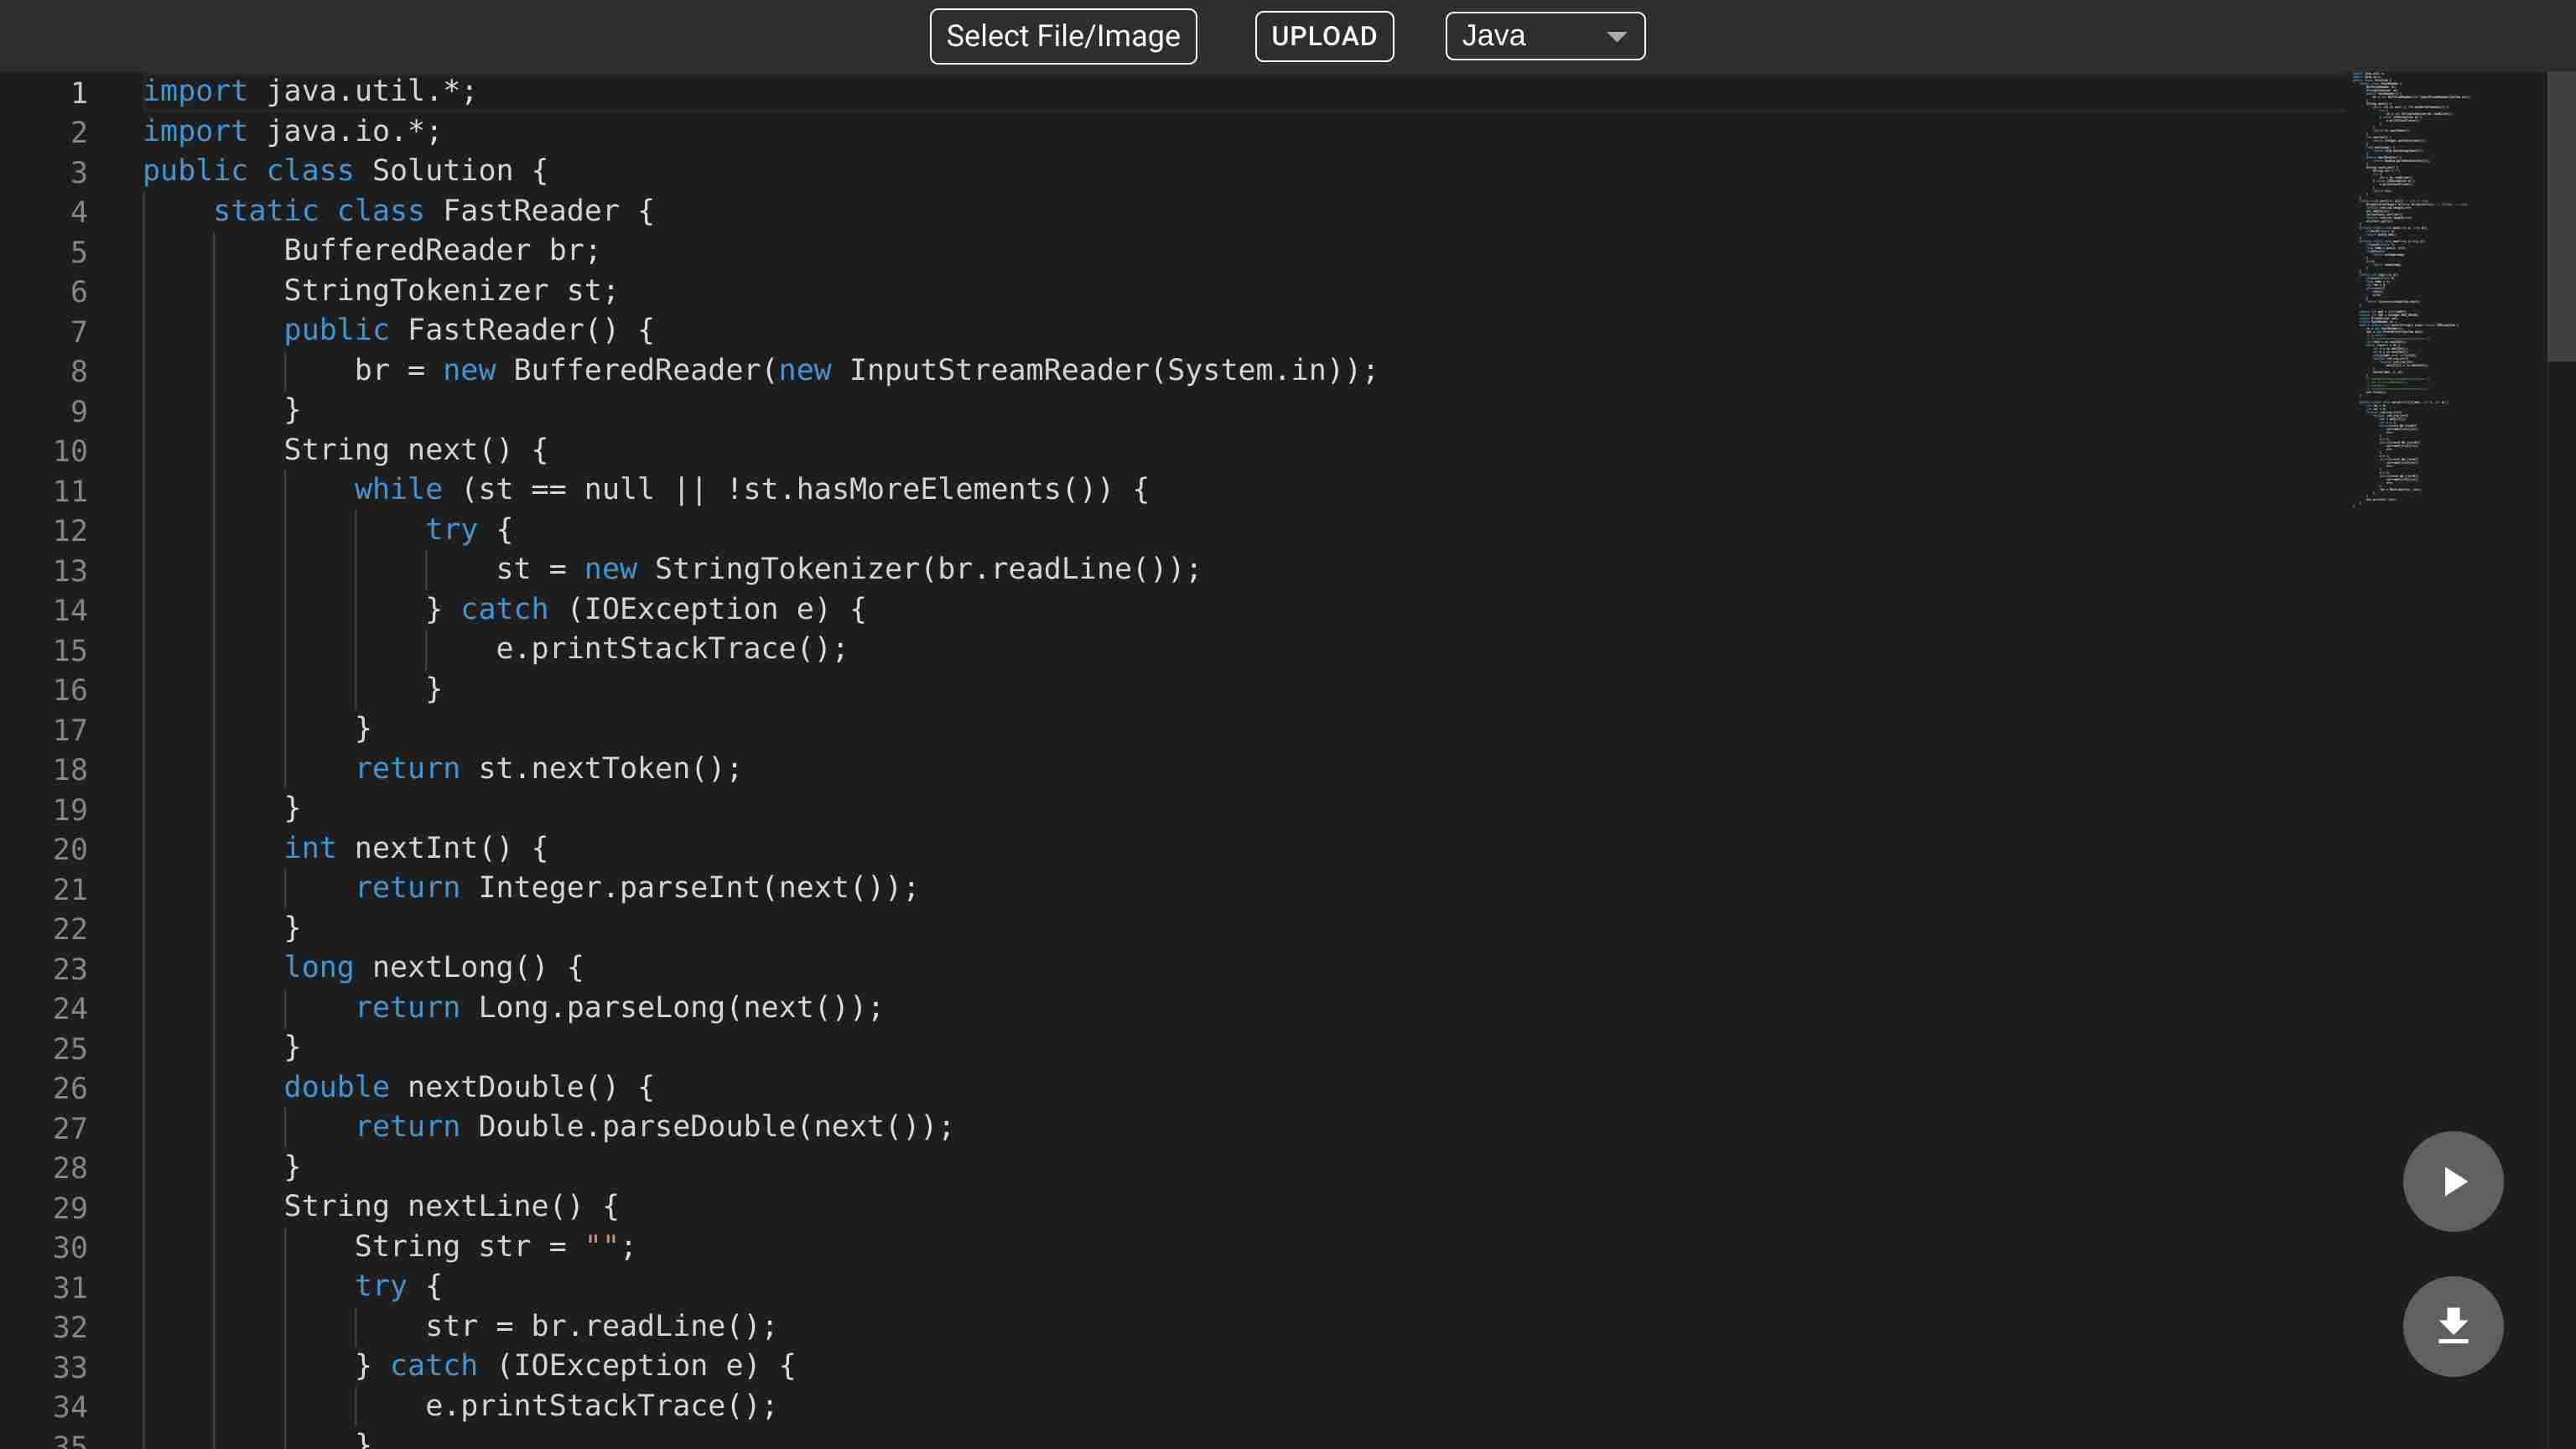 Select File/Image UPLOAD Java
1 import java.util.*;
2 import java.io.*;
3 public class Solution {
4     static class FastReader {
5         BufferedReader br;
6         StringTokenizer st;
7         public FastReader() {
8             br = new BufferedReader(new InputStreamReader(System.in));
9         }
10         String next() {
11             while (st == null || !st.hasMoreElements()) {
12                 try {
13                     st = new StringTokenizer(br.readLine());
14                 } catch (IOException e) {
15                     e.printStackTrace();
16                 }
17             }
18             return st.nextToken();
19         }
20         int nextInt() {
21             return Integer.parseInt(next());
22         }
23         long nextLong() {
24             return Long.parseLong(next());
25         }
26         double nextDouble() {
27             return Double.parseDouble(next());
28         }
29         String nextLine() {
30             String str = "";
31             try {
32                 str = br.readLine();
33             } catch (IOException e) {
34                 e.printStackTrace();
35             }